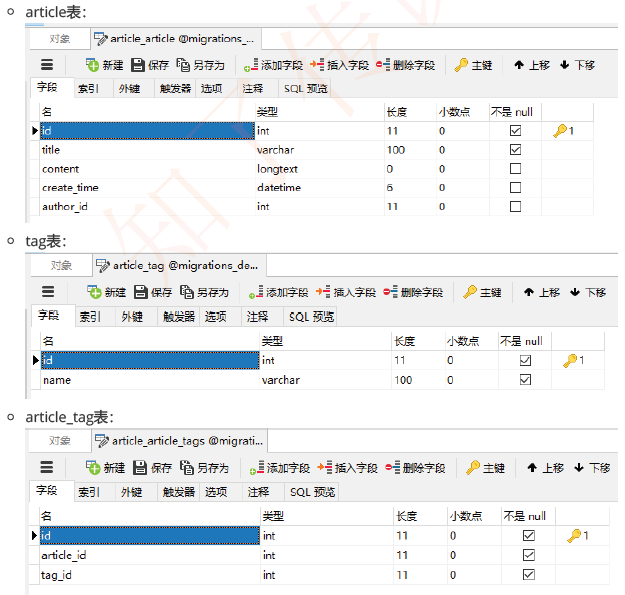 article表：
对象 article_article @migrations_...
新建 保存 另存为 添加字段 插入字段 删除字段 主键 上移 下移
字段 索引 外键 触发器 选项 注释 SQL 预览
名 类型 长度 小数点 不是 null
id int 11 0 1
title varchar 100 0
content longtext 0 0
create_time datetime 6 0
author_id int 11 0
tag表：
对象 article_tag @migrations_de...
新建 保存 另存为 添加字段 插入字段 删除字段 主键 上移 下移
字段 索引 外键 触发器 选项 注释 SQL 预览
名 类型 长度 小数点 不是 null
id int 11 0 1
name varchar 100 0
article_tag表：
对象 article_article_tags @migrati...
新建 保存 另存为 添加字段 插入字段 删除字段 主键 上移 下移
字段 索引 外键 触发器 选项 注释 SQL 预览
名 类型 长度 小数点 不是 null
id int 11 0 1
article_id int 11 0
tag_id int 11 0